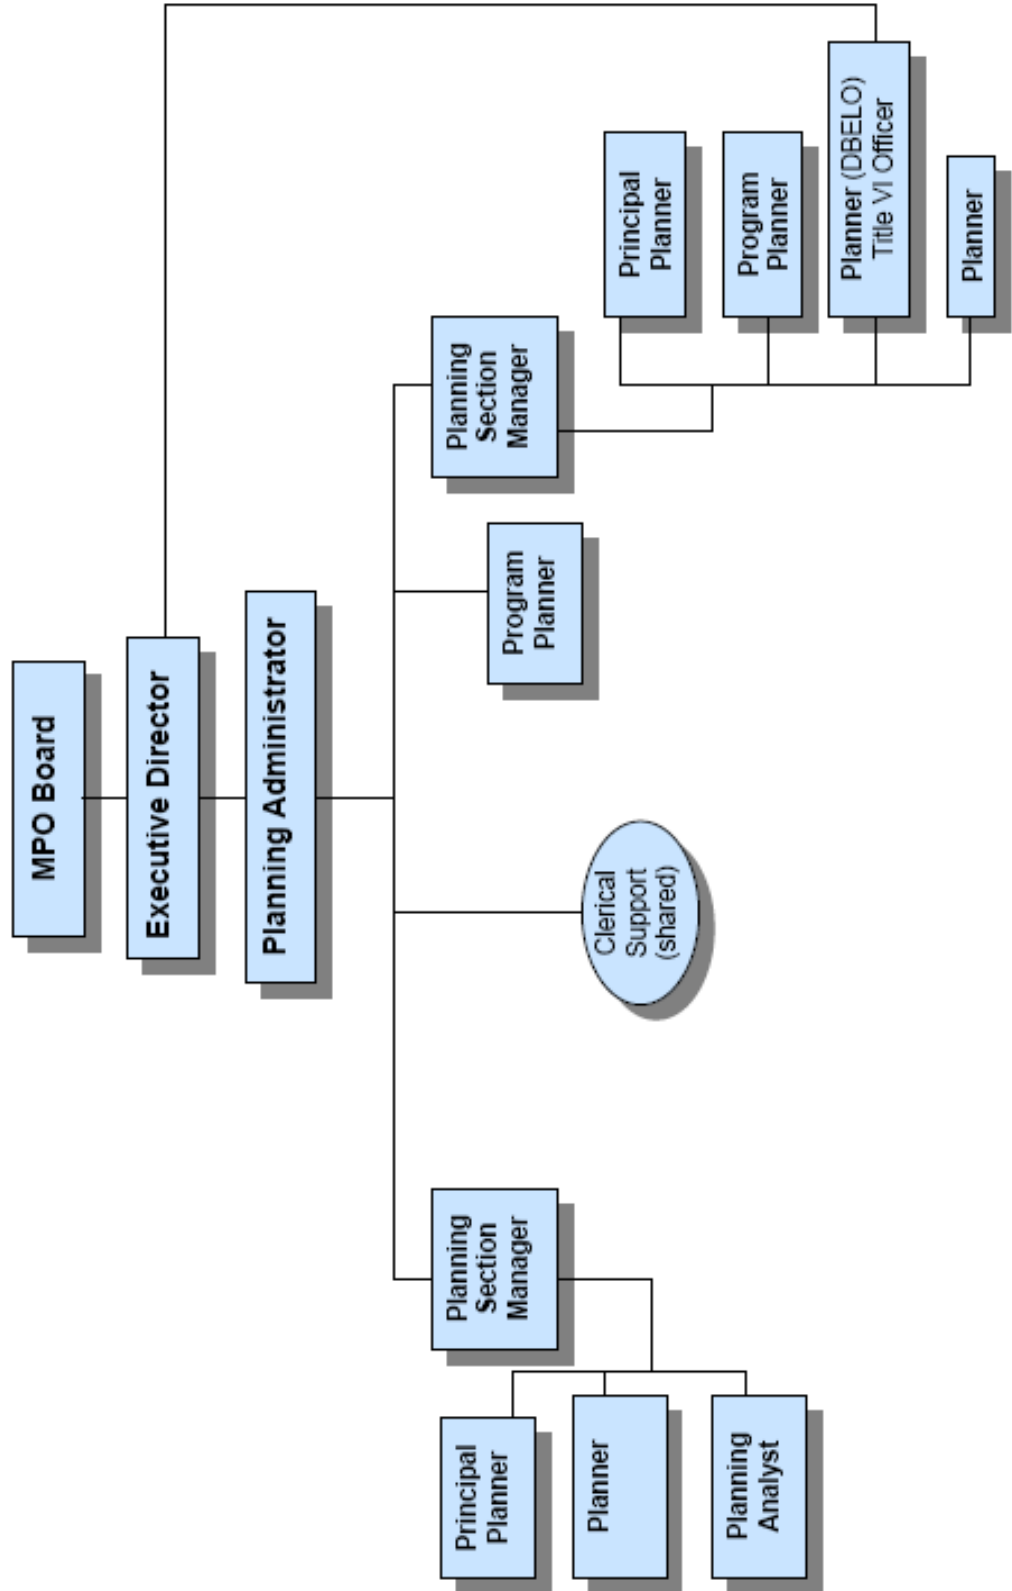 MPO Board
Executive Director
Planning Administrator
Planning
Section
Manager
Principal
Planner
Planner
Planning
Analyst
Clerical
Support
(shared)
Program
Planner
Planning
Section
Manager
Principal
Planner
Program
Planner
Planner (DBELO)
Title VI Officer
Planner